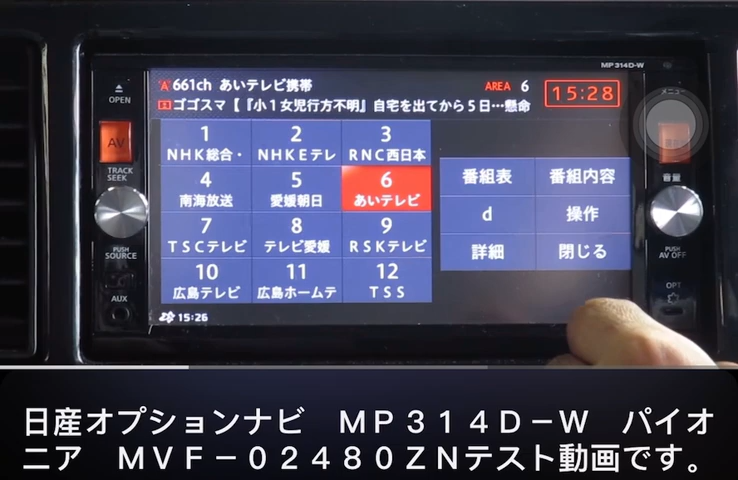 MP314D-W
661ch あいテレビ携帯
AREA 6
15:28
ゴゴスマ【『小１女児行方不明』自宅を出てから５日…懸命
OPEN
メニュー
AV
TRACK
SEEK
音量
PUSH
SOURCE
PUSH
AV OFF
AUX
OPT
1
NHK総合・
2
NHKEテレ
3
RNC西日本
4
南海放送
5
愛媛朝日
6
あいテレビ
7
TSCテレビ
8
テレビ愛媛
9
RSKテレビ
10
広島テレビ
11
広島ホームテ
12
TSS
番組表
番組内容
d
操作
詳細
閉じる
15:26
日産オプションナビ　ＭＰ３１４Ｄ－Ｗ　パイオ
ニア　ＭＶＦ－０２４８０ＺＮテスト動画です。